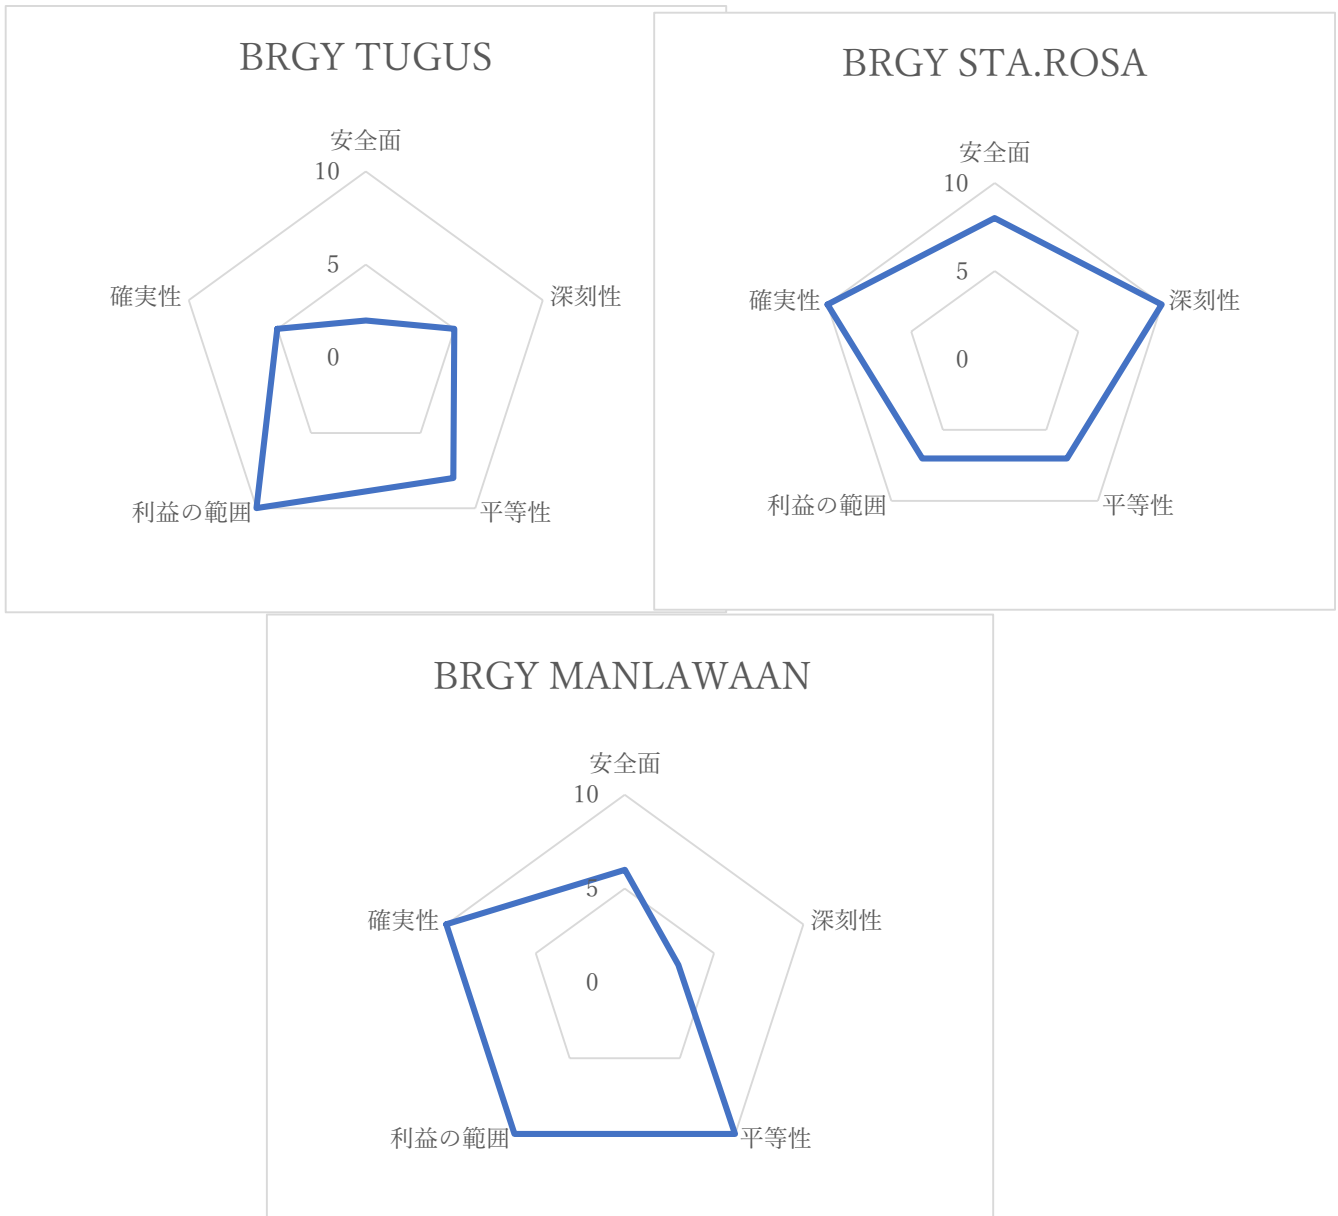 BRGY TUGUS
安全面
10
5
0
深刻性
平等性
利益の範囲
確実性
BRGY STA.ROSA
安全面
10
5
0
深刻性
平等性
利益の範囲
確実性
BRGY MANLAWAAN
安全面
10
5
0
深刻性
平等性
利益の範囲
確実性